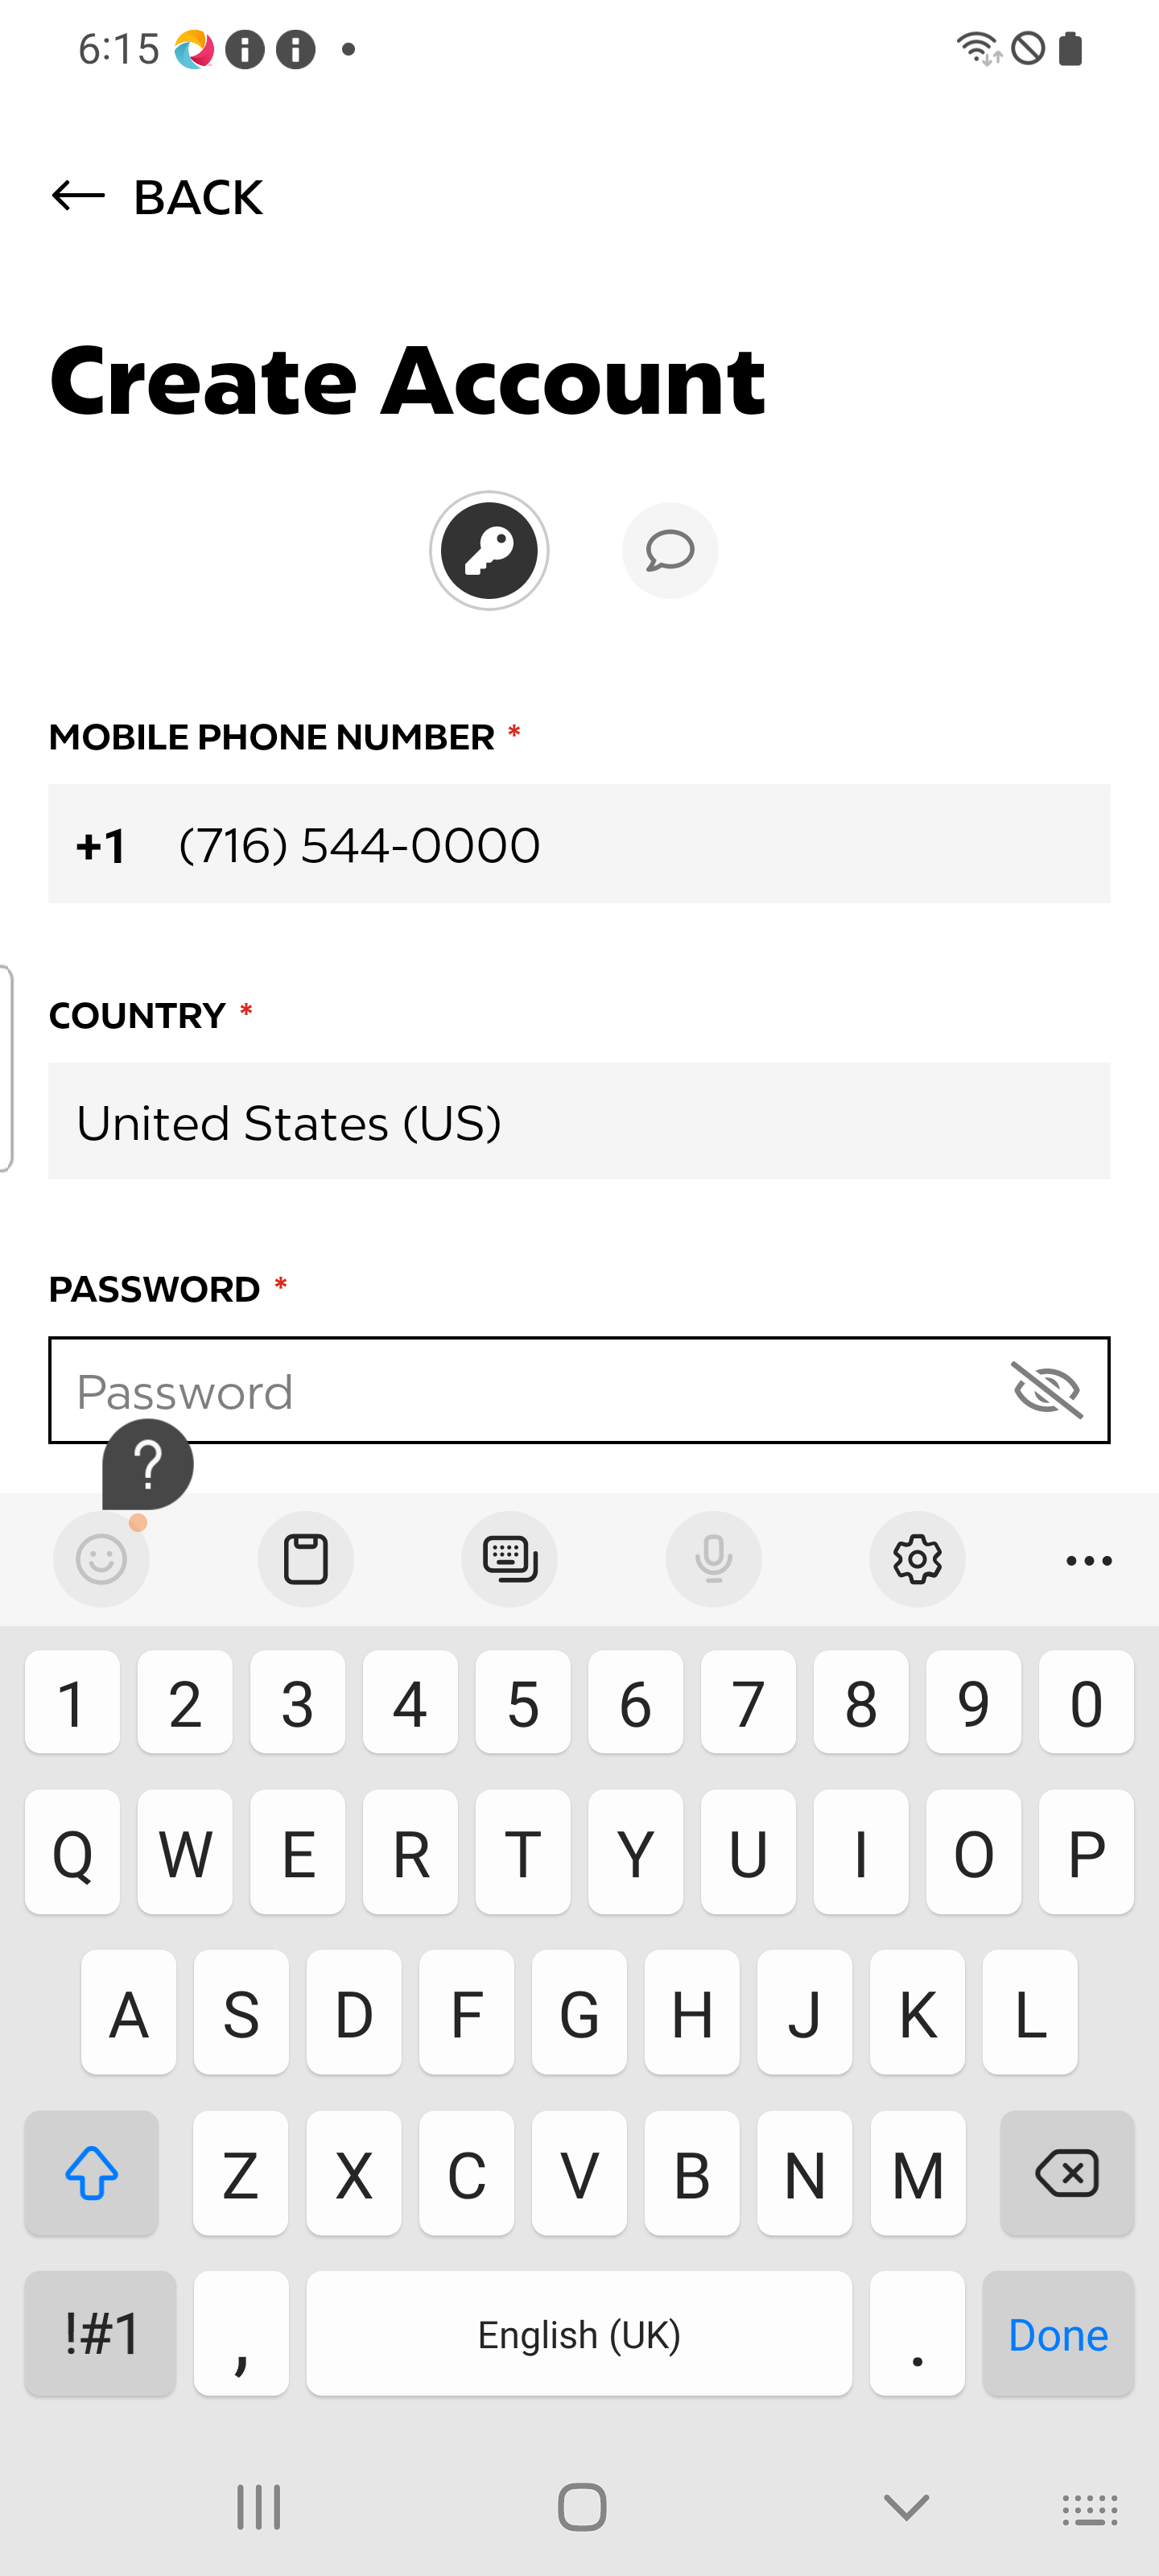 6:15
BACK
Create Account
MOBILE PHONE NUMBER *
+1 (716) 544-0000
COUNTRY *
United States (US)
PASSWORD *
Password
?
1 2 3 4 5 6 7 8 9 0
Q W E R T Y U I O P
A S D F G H J K L
Z X C V B N M
!#1 , English (UK) . Done